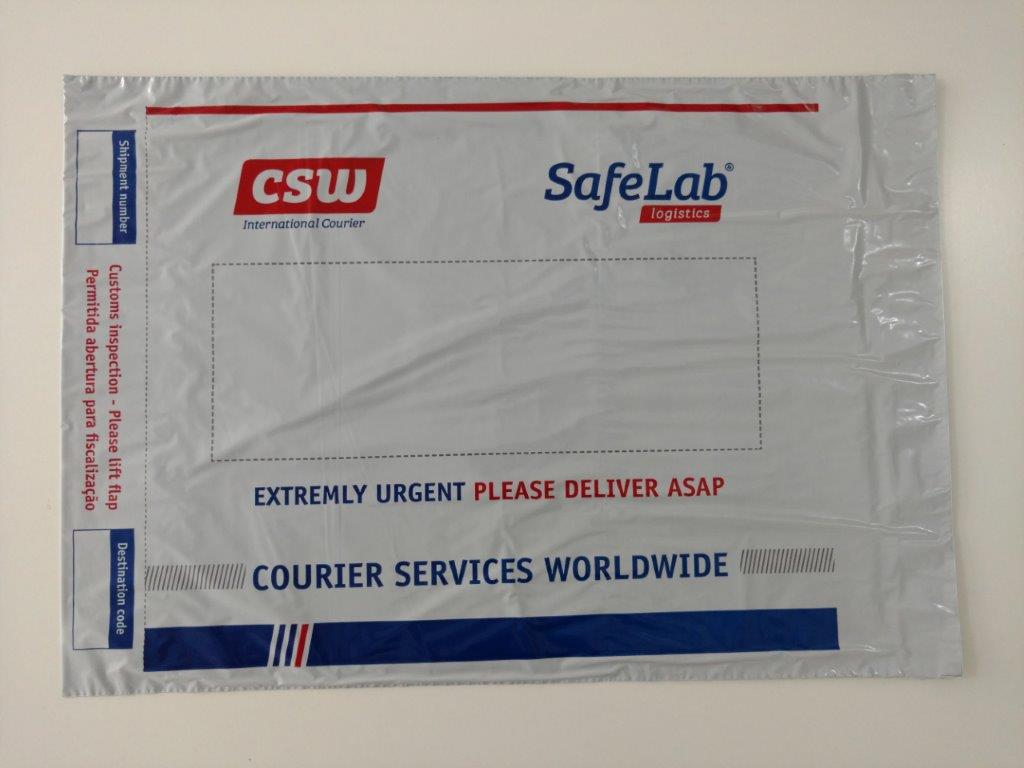 csw
International Courier
SafeLab®
logistics
EXTREMLY URGENT PLEASE DELIVER ASAP
COURIER SERVICES WORLDWIDE
Shipment number
Customs inspection - Please lift flap
Permitida abertura para fiscalização
Destination code